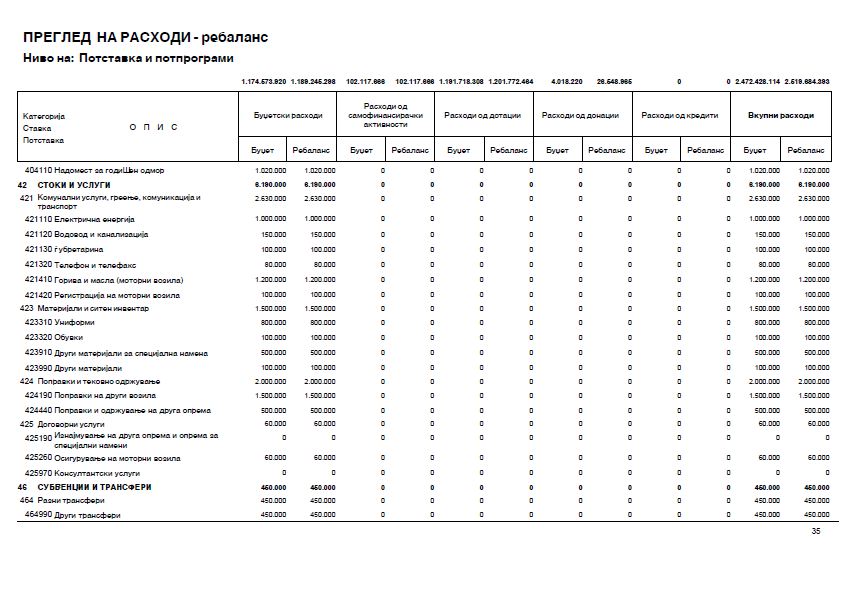 ПРЕГЛЕД НА РАСХОДИ - ребаланс
Ниво на: Потставка и потпрограми
1.174.573.920 1.189.245.298 102.117.666 102.117.666 1.191.718.308 1.201.772.464 4.018.220 26.548.965 0 0 2.472.428.114 2.519.684.393
Категорија
Ставка
Потставка
О П И С
Буџетски расходи
Расходи од
самофинансирачки
активности
Расходи од дотации
Расходи од донации
Расходи од кредити
Вкупни расходи
Буџет Ребаланс Буџет Ребаланс Буџет Ребаланс Буџет Ребаланс Буџет Ребаланс Буџет Ребаланс
404110 Надомест за годиШен одмор 1.020.000 1.020.000 0 0 0 0 0 0 0 0 1.020.000 1.020.000
42 СТОКИ И УСЛУГИ 6.190.000 6.190.000 0 0 0 0 0 0 0 0 6.190.000 6.190.000
421 Комунални услуги, греење, комуникација и
транспорт 2.630.000 2.630.000 0 0 0 0 0 0 0 0 2.630.000 2.630.000
421110 Електрична енергија 1.000.000 1.000.000 0 0 0 0 0 0 0 0 1.000.000 1.000.000
421120 Водовод и канализација 150.000 150.000 0 0 0 0 0 0 0 0 150.000 150.000
421130 ѓубретарина 100.000 100.000 0 0 0 0 0 0 0 0 100.000 100.000
421320 Телефон и телефакс 80.000 80.000 0 0 0 0 0 0 0 0 80.000 80.000
421410 Горива и масла (моторни возила) 1.200.000 1.200.000 0 0 0 0 0 0 0 0 1.200.000 1.200.000
421420 Регистрација на моторни возила 100.000 100.000 0 0 0 0 0 0 0 0 100.000 100.000
423 Материјали и ситен инвентар 1.500.000 1.500.000 0 0 0 0 0 0 0 0 1.500.000 1.500.000
423310 Униформи 800.000 800.000 0 0 0 0 0 0 0 0 800.000 800.000
423320 Обувки 100.000 100.000 0 0 0 0 0 0 0 0 100.000 100.000
423910 Други материјали за специјална намена 500.000 500.000 0 0 0 0 0 0 0 0 500.000 500.000
423990 Други материјали 100.000 100.000 0 0 0 0 0 0 0 0 100.000 100.000
424 Поправки и тековно одржување 2.000.000 2.000.000 0 0 0 0 0 0 0 0 2.000.000 2.000.000
424190 Поправки на други возила 1.500.000 1.500.000 0 0 0 0 0 0 0 0 1.500.000 1.500.000
424440 Поправки и одржување на друга опрема 500.000 500.000 0 0 0 0 0 0 0 0 500.000 500.000
425 Договорни услуги 60.000 60.000 0 0 0 0 0 0 0 0 60.000 60.000
425190 Изнајмување на друга опрема и опрема за
специјални намени 0 0 0 0 0 0 0 0 0 0 0 0
425260 Осигурување на моторни возила 60.000 60.000 0 0 0 0 0 0 0 0 60.000 60.000
425970 Консултантски услуги 0 0 0 0 0 0 0 0 0 0 0 0
46 СУБВЕНЦИИ И ТРАНСФЕРИ 450.000 450.000 0 0 0 0 0 0 0 0 450.000 450.000
464 Разни трансфери 450.000 450.000 0 0 0 0 0 0 0 0 450.000 450.000
464990 Други трансфери 450.000 450.000 0 0 0 0 0 0 0 0 450.000 450.000
35